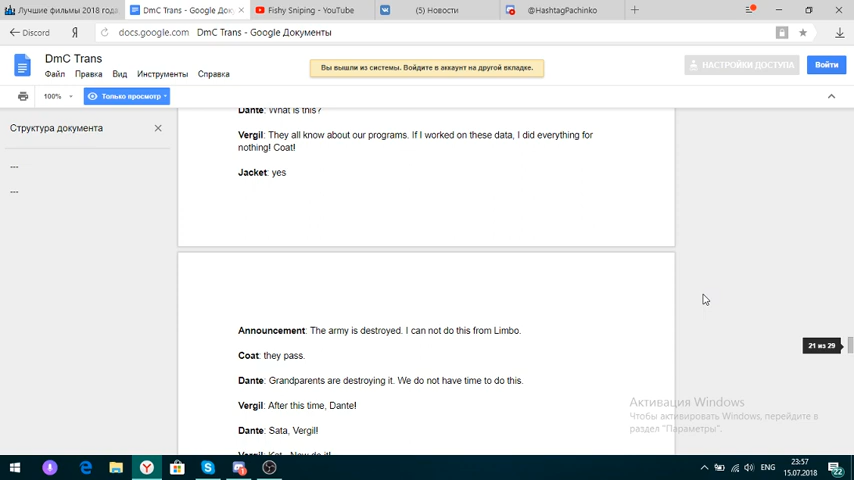 Лучшие фильмы 2018 года
DmC Trans - Google Доку
Fishy Sniping - YouTube
(5) Новости
@HashtagPachinko
Discord
Я
docs.google.com DmC Trans - Google Документы
DmC Trans
Файл Правка Вид Инструменты Справка
Вы вышли из системы. Войдите в аккаунт на другой вкладке.
НАСТРОЙКИ ДОСТУПА
Войти
100%
Только просмотр
Структура документа
---
---
Dante: What is this?
Vergil: They all know about our programs. If I worked on these data, I did everything for
nothing! Coat!
Jacket: yes
Announcement: The army is destroyed. I can not do this from Limbo.
Coat: they pass.
Dante: Grandparents are destroying it. We do not have time to do this.
Vergil: After this time, Dante!
Dante: Sata, Vergil!
Vergil: Kat - Now do it!
21 из 29
Активация Windows
Чтобы активировать Windows, перейдите в
раздел "Параметры".
ENG
23:57
15.07.2018
22